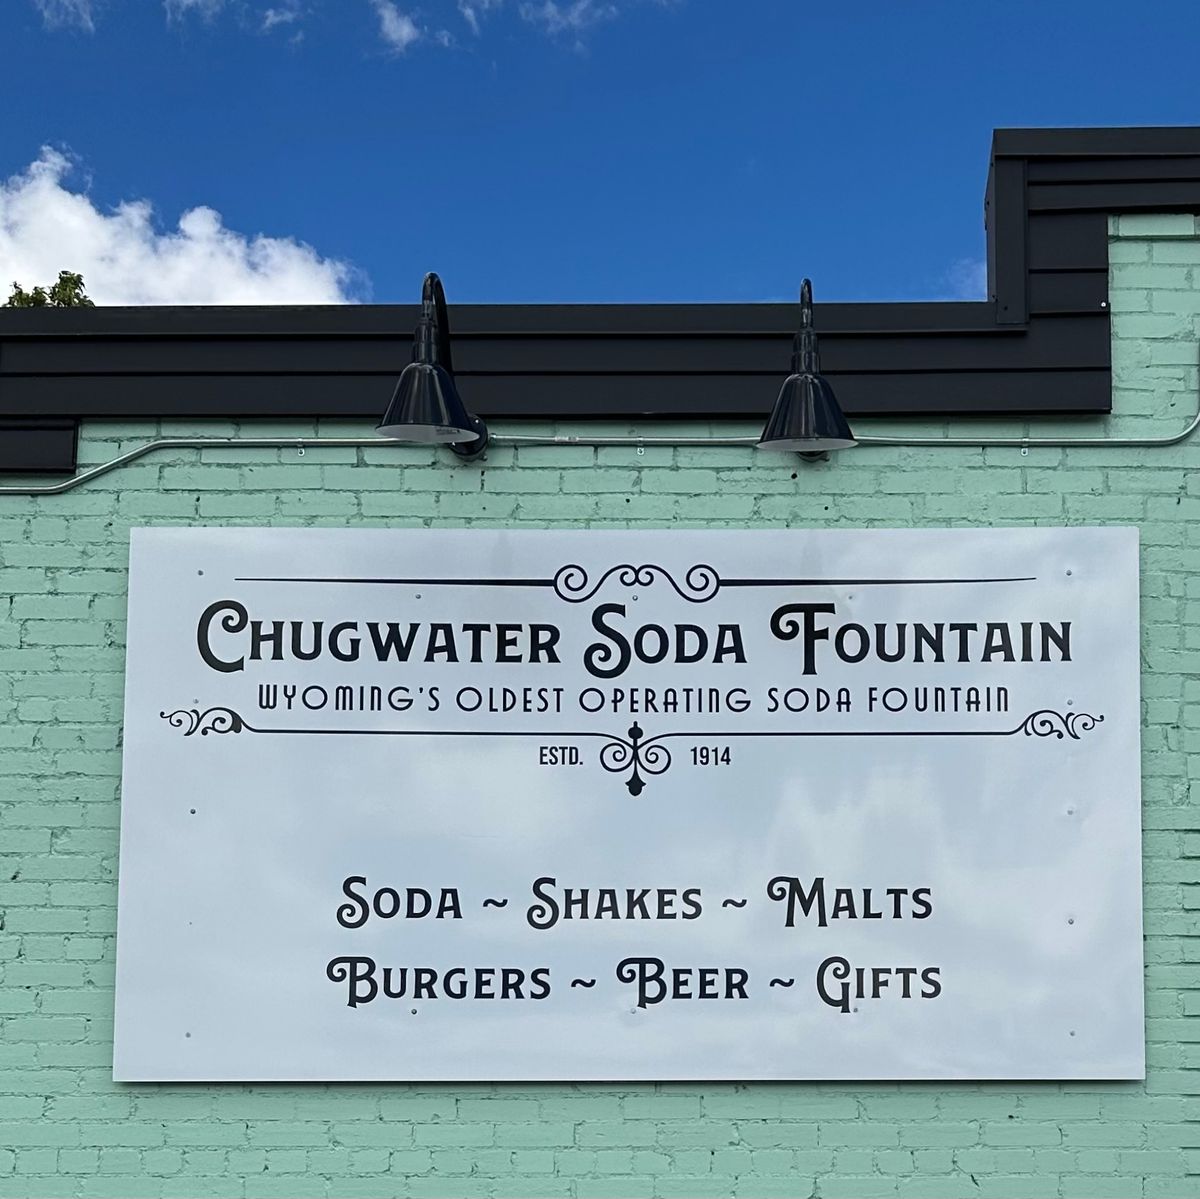 Chugwater Soda Fountain
WYOMING'S OLDEST OPERATING SODA FOUNTAIN
ESTD. 1914
Soda ~ Shakes ~ Malts
Burgers ~ Beer ~ Gifts